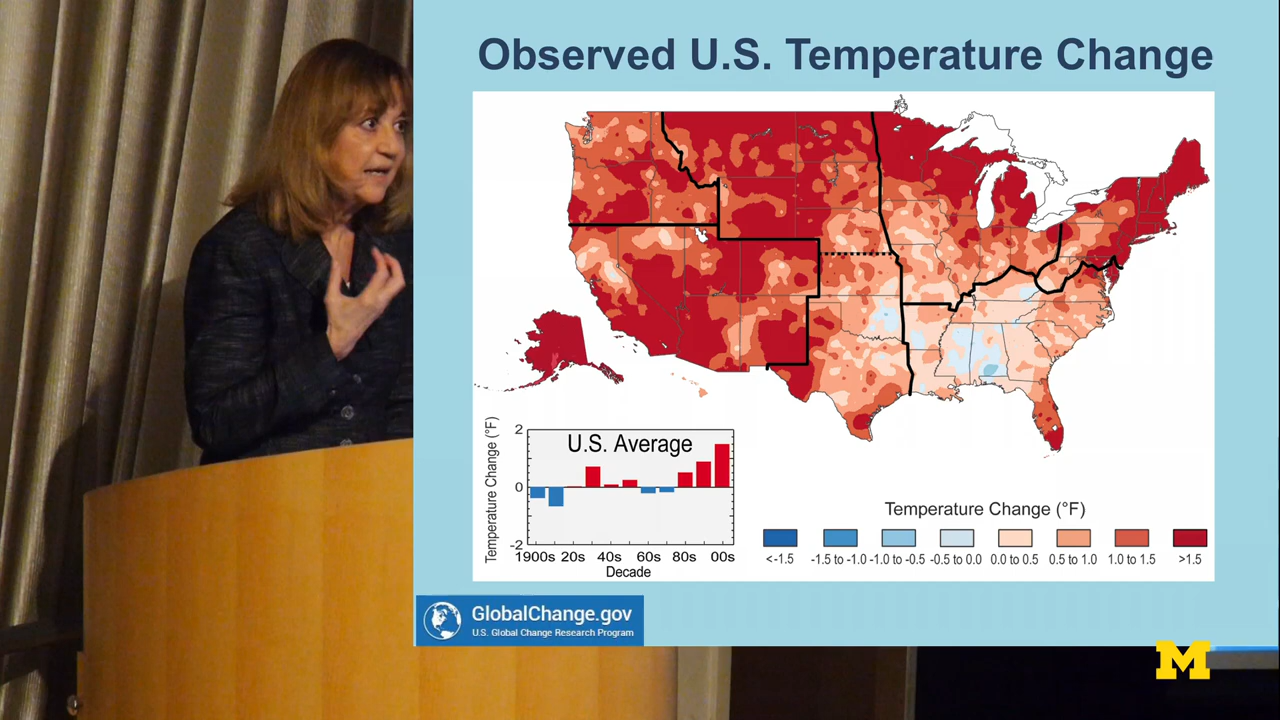 Observed U.S. Temperature Change
U.S. Average
Temperature Change (°F)
2
0
-2
1900s 20s 40s 60s 80s 00s
Decade
Temperature Change (°F)
<-1.5 -1.5 to -1.0 -1.0 to -0.5 -0.5 to 0.0 0.0 to 0.5 0.5 to 1.0 1.0 to 1.5 >1.5
GlobalChange.gov
U.S. Global Change Research Program
M